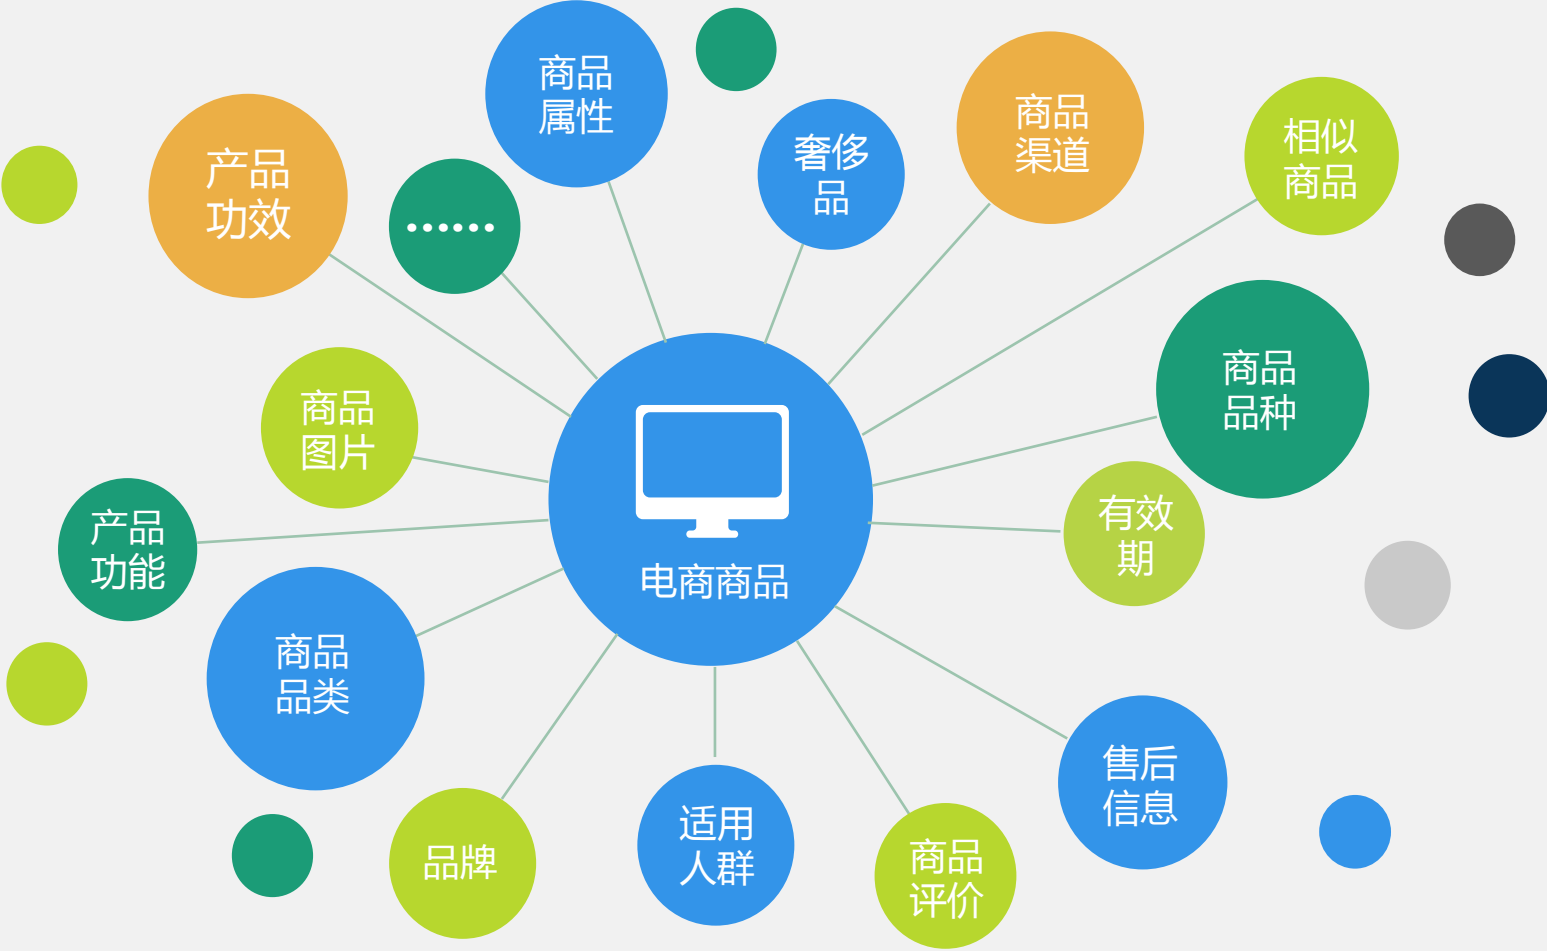 商品
属性
奢侈
品
商品
渠道
相似
商品
产品
功效
••••••
商品
品种
商品
图片
有效
期
产品
功能
电商商品
商品
品类
售后
信息
品牌
适用
人群
商品
评价